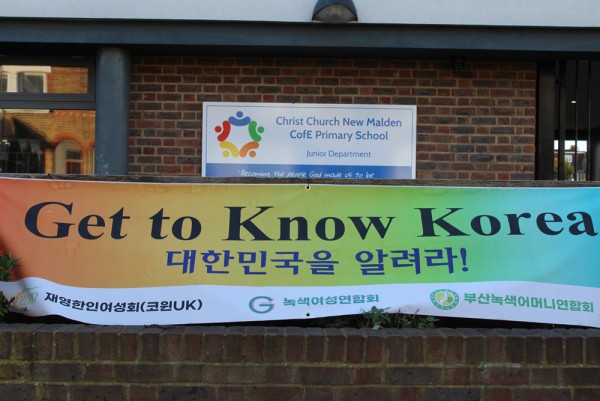 Christ Church New Malden
CofE Primary School
Junior Department
"Becoming the people God made us to be
Get to Know Korea
대한민국을 알려라!
재영한인여성회(코윈UK)
G 녹색여성연합회
부산녹색어머니연합회